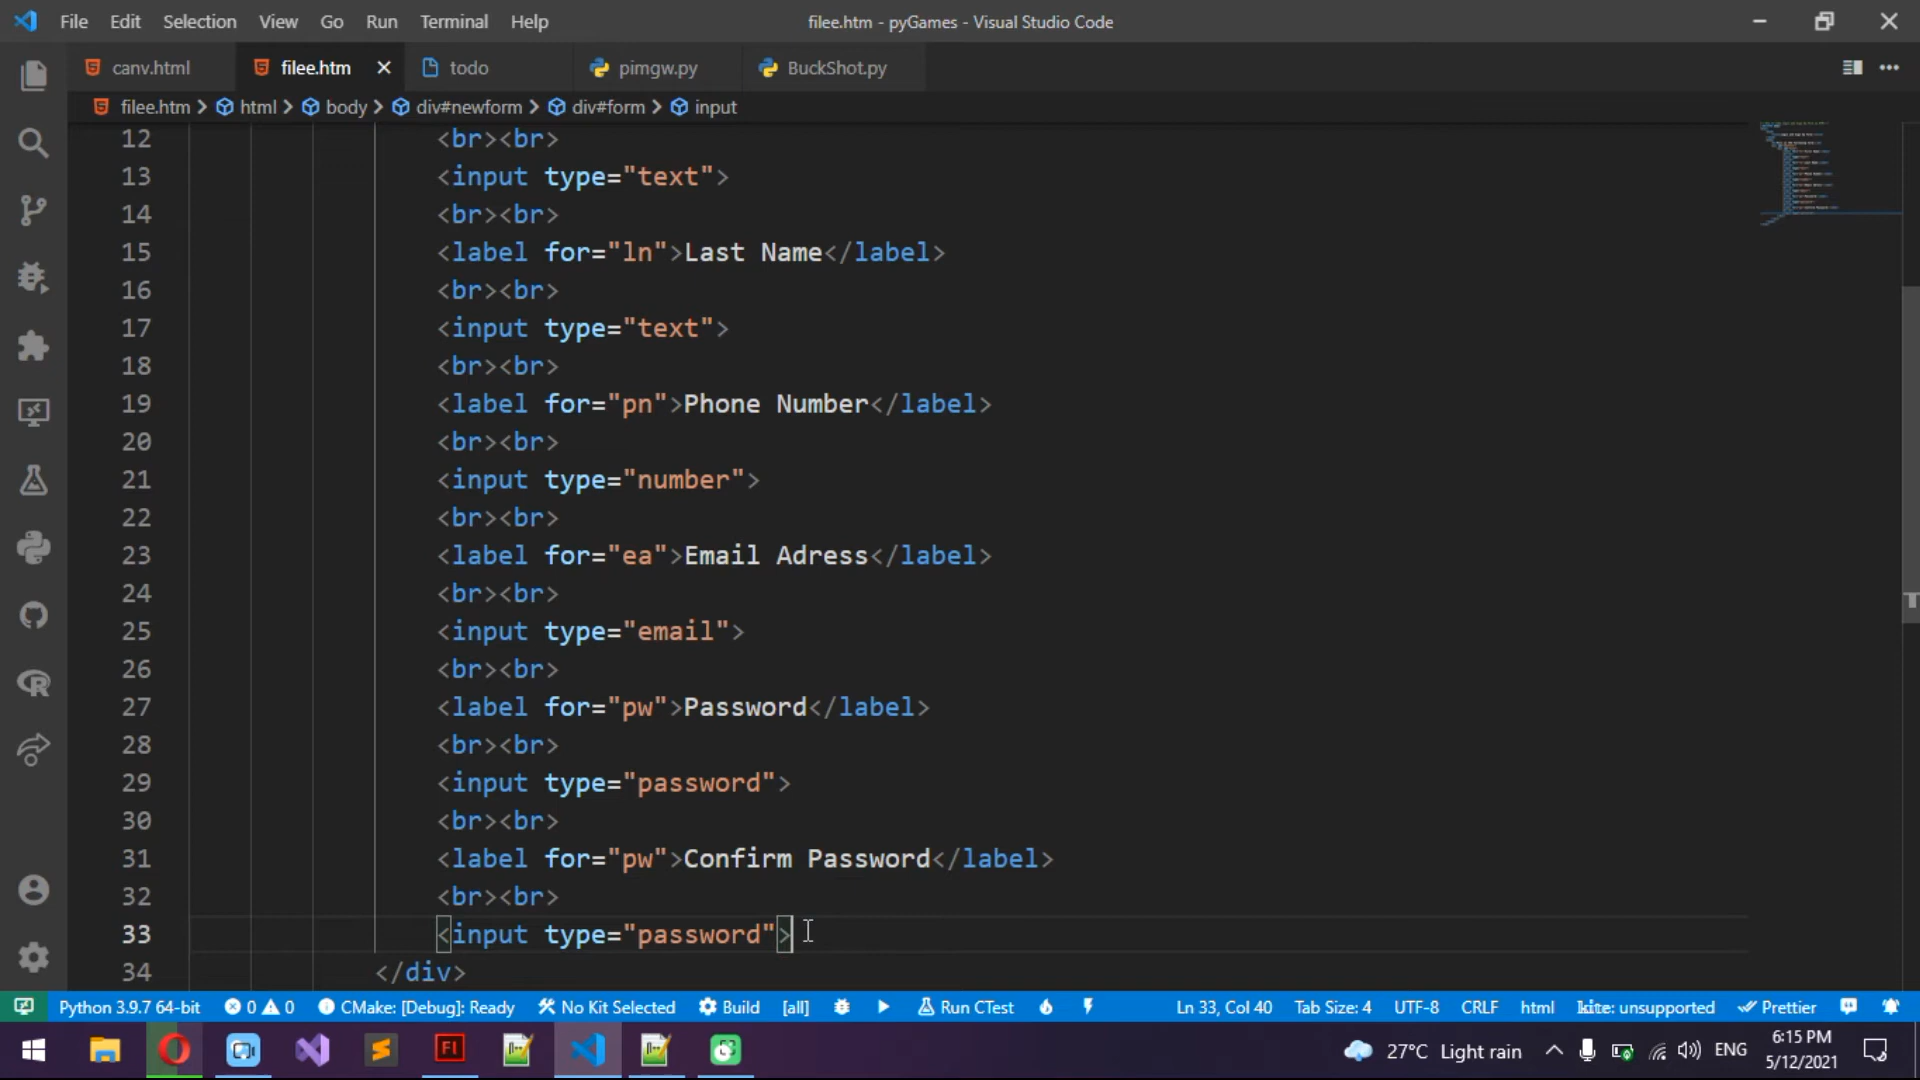 File Edit Selection View Go Run Terminal Help filee.htm - pyGames - Visual Studio Code
canv.html filee.htm todo pimgw.py BuckShot.py
filee.htm > html > body > div#newform > div#form > input
12 <br><br>
13 <input type="text">
14 <br><br>
15 <label for="ln">Last Name</label>
16 <br><br>
17 <input type="text">
18 <br><br>
19 <label for="pn">Phone Number</label>
20 <br><br>
21 <input type="number">
22 <br><br>
23 <label for="ea">Email Adress</label>
24 <br><br>
25 <input type="email">
26 <br><br>
27 <label for="pw">Password</label>
28 <br><br>
29 <input type="password">
30 <br><br>
31 <label for="pw">Confirm Password</label>
32 <br><br>
33 <input type="password">
34 </div>
Python 3.9.7 64-bit 0 0 CMake: [Debug]: Ready No Kit Selected Build [all] Run CTest Ln 33, Col 40 Tab Size: 4 UTF-8 CRLF html kite: unsupported Prettier
27°C Light rain ENG 6:15 PM
5/12/2021